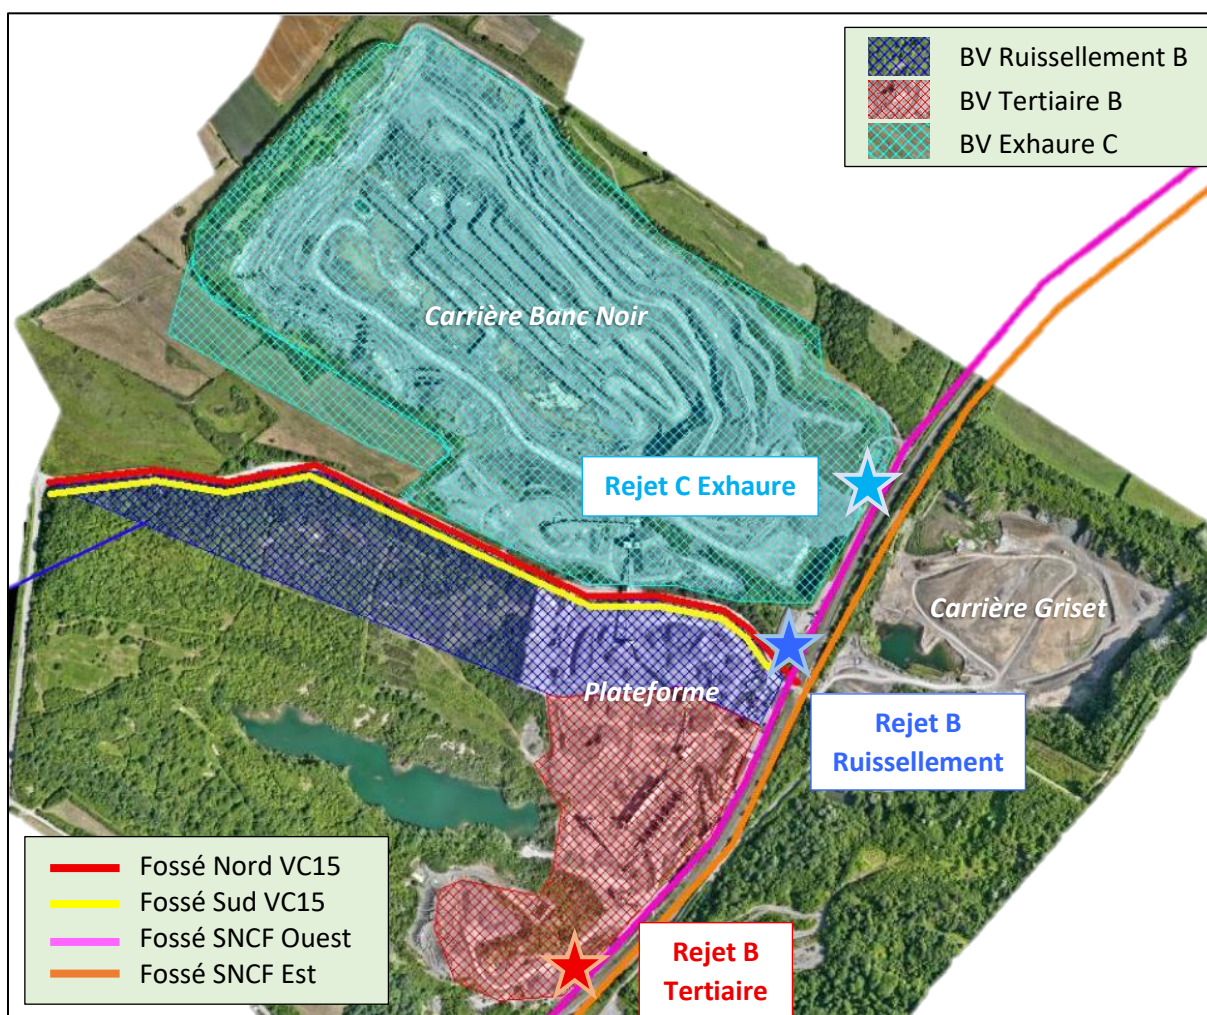 BV Ruissellement B
BV Tertiaire B
BV Exhaure C
Carrière Banc Noir
Rejet C Exhaure
Carrière Griset
Plateforme
Rejet B
Ruissellement
Fossé Nord VC15
Fossé Sud VC15
Fossé SNCF Ouest
Fossé SNCF Est
Rejet B
Tertiaire